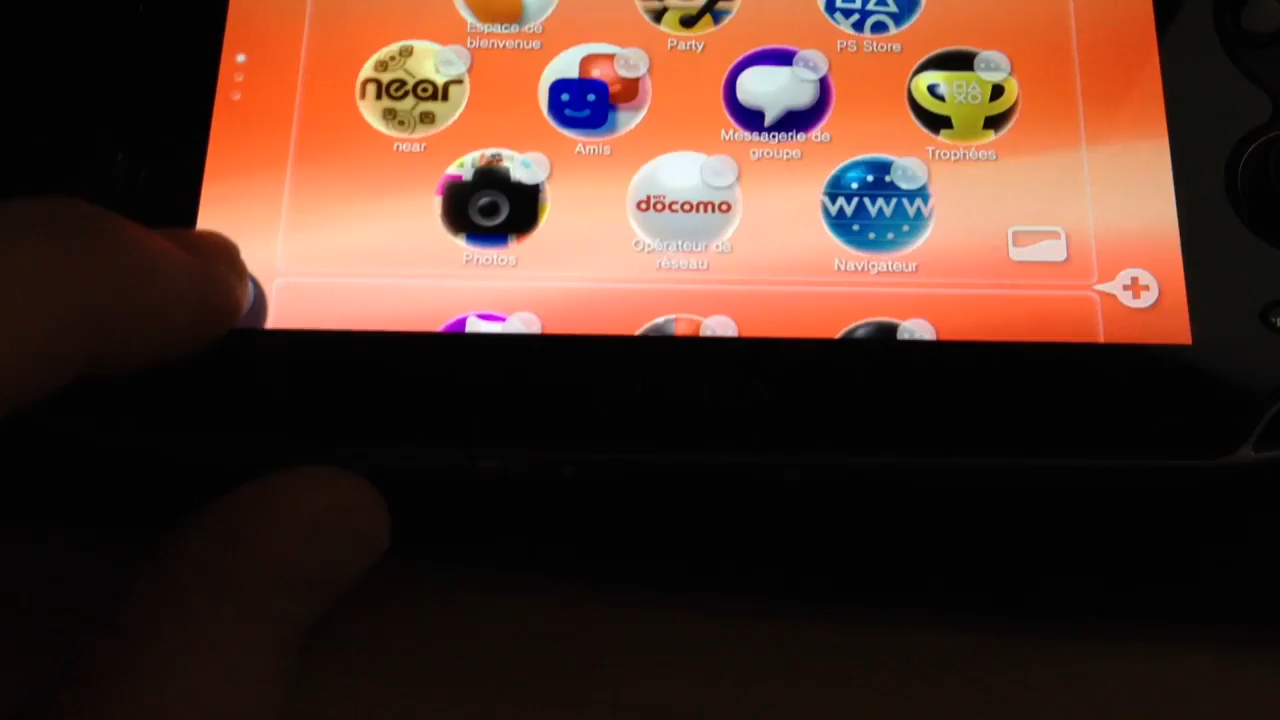 Espace de
bienvenue
Party
PS Store
near
near
Amis
Messagerie de
groupe
Trophées
Photos
docomo
Opérateur de
réseau
www
Navigateur